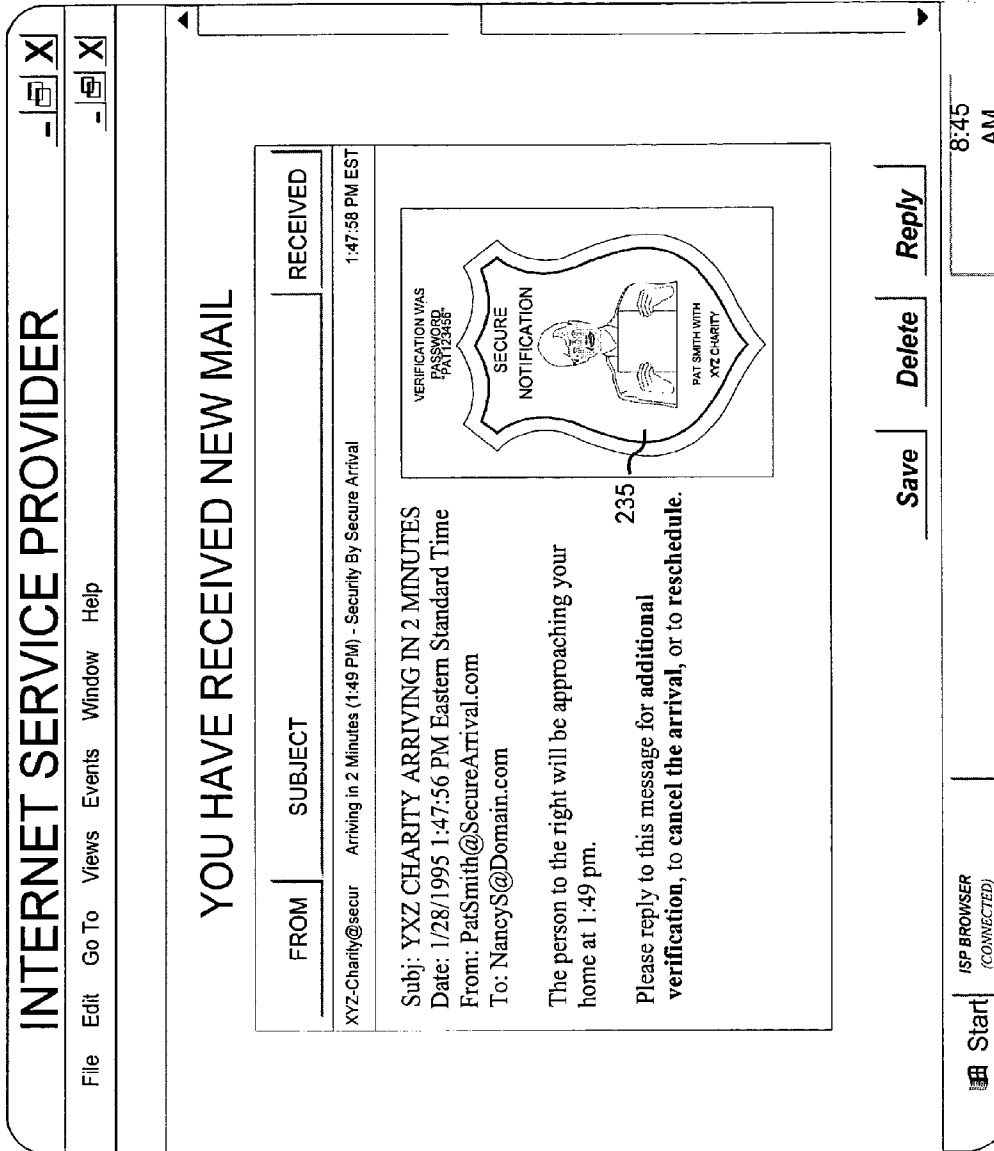 INTERNET SERVICE PROVIDER
File Edit Go To Views Events Window Help
YOU HAVE RECEIVED NEW MAIL
FROM SUBJECT RECEIVED
XYZ-Charity@secur Arriving in 2 Minutes (1:49 PM) - Security By Secure Arrival 1:47:58 PM EST
Subj: YXZ CHARITY ARRIVING IN 2 MINUTES
Date: 1/28/1995 1:47:56 PM Eastern Standard Time
From: PatSmith@SecureArrival.com
To: NancyS@Domain.com
The person to the right will be approaching your
home at 1:49 pm.
Please reply to this message for additional
verification, to cancel the arrival, or to reschedule.
VERIFICATION WAS
PASSWORD
"PAT123456"
SECURE
NOTIFICATION
PAT SMITH WITH
XYZ CHARITY
235
Save Delete Reply
Start ISP BROWSER
(CONNECTED)
8:45
AM